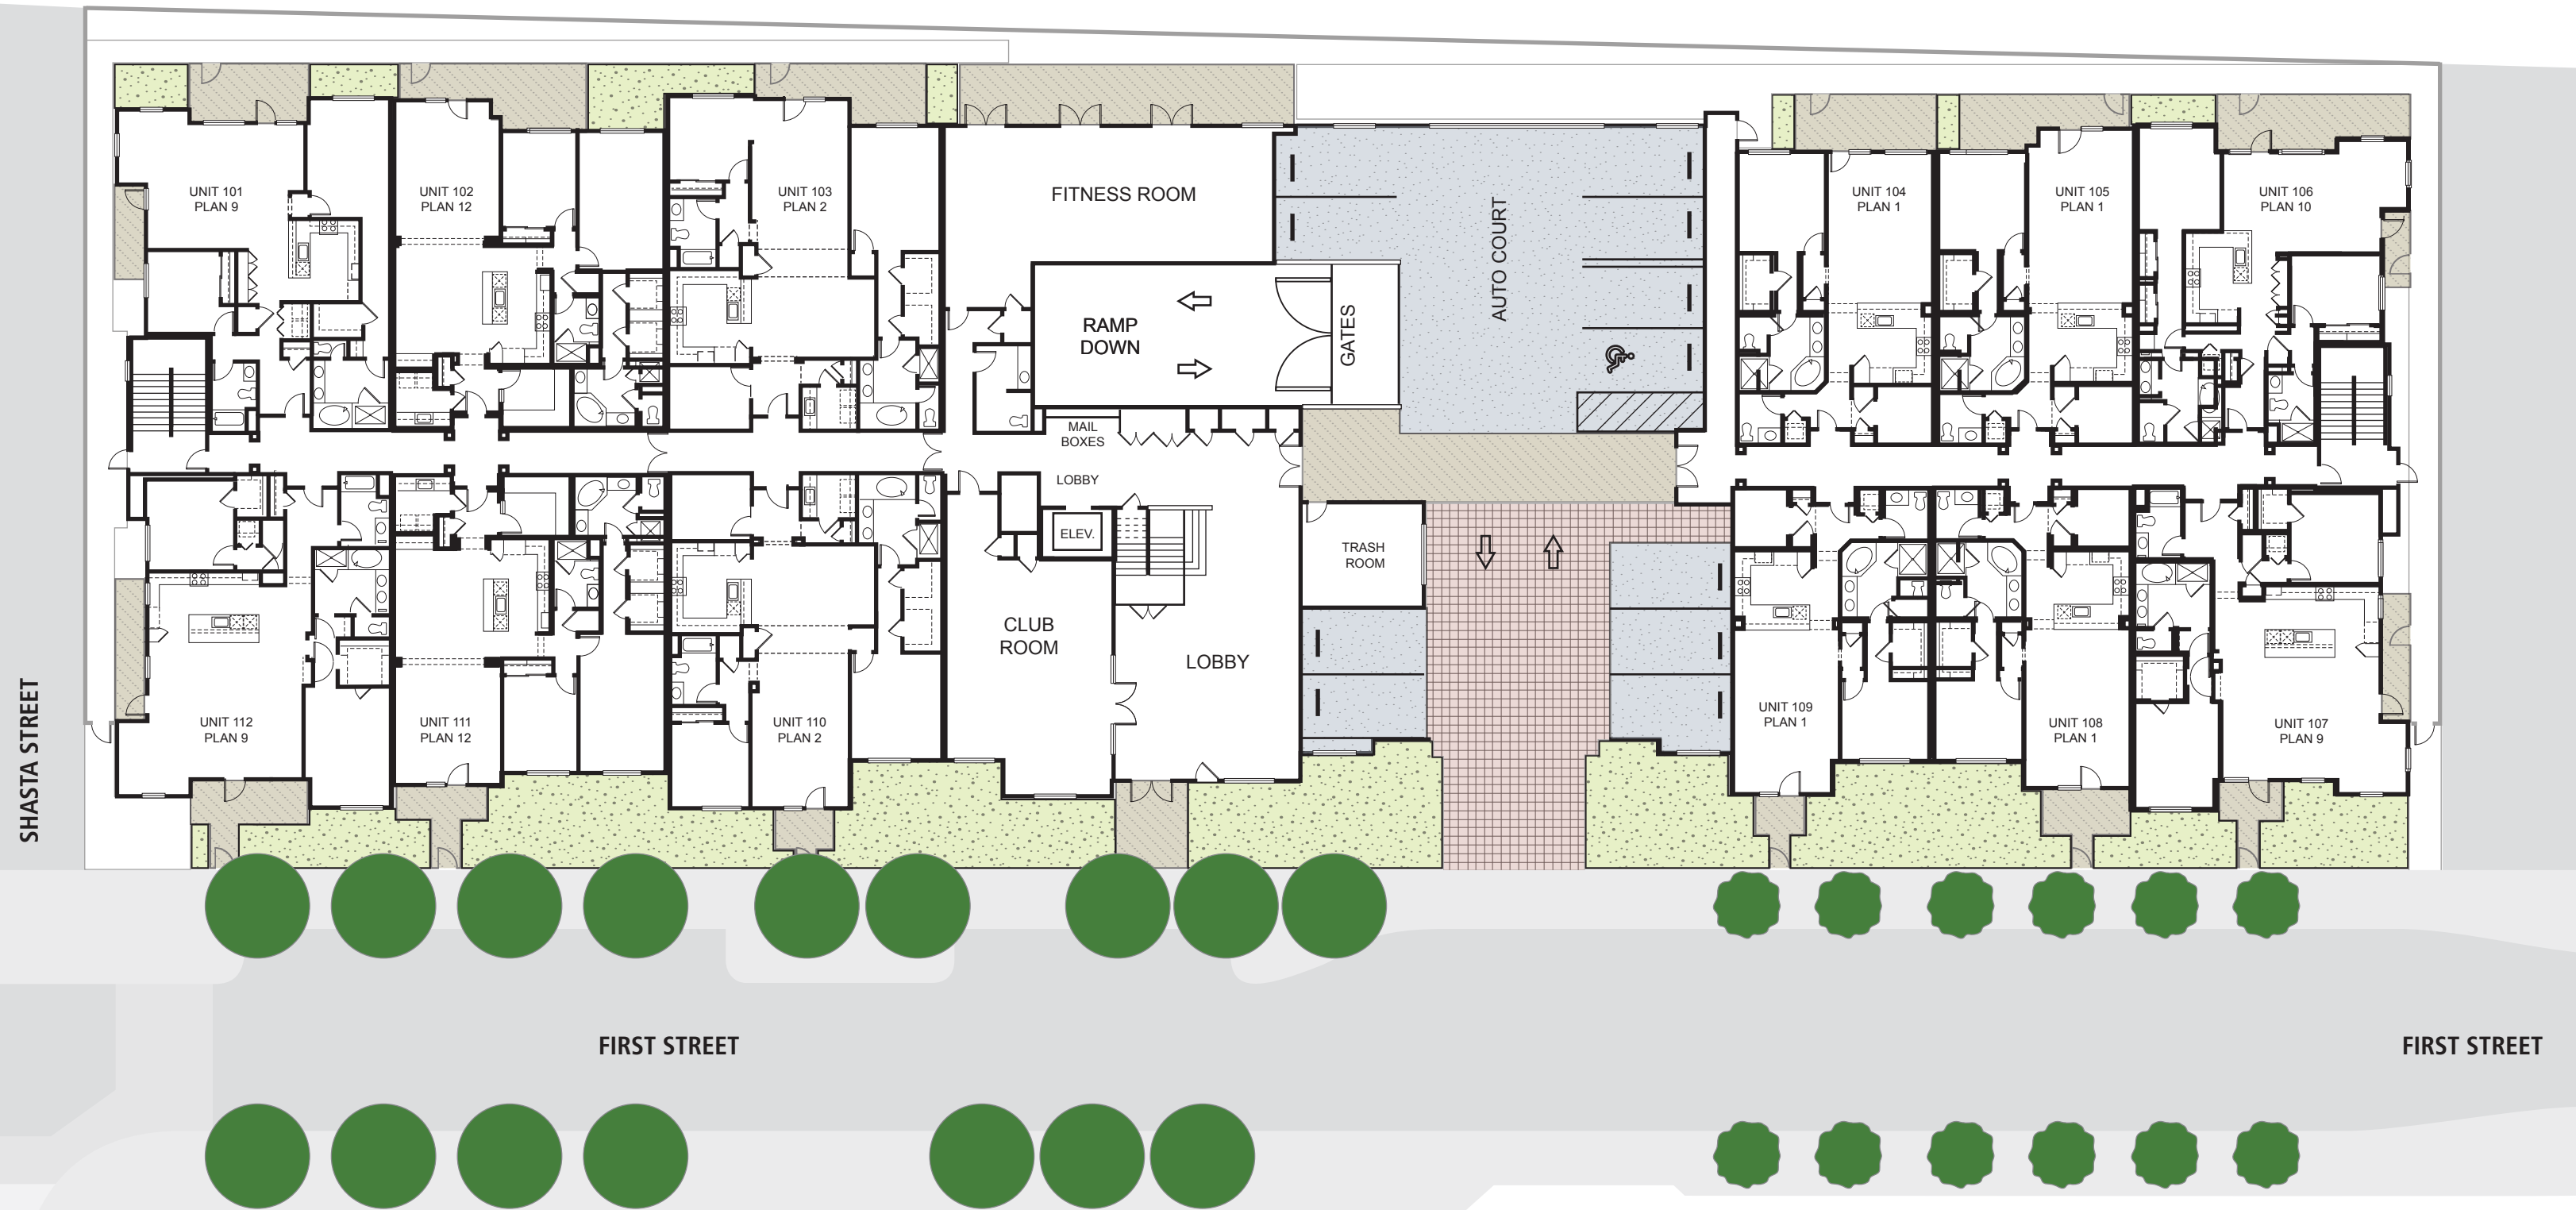 UNIT 101
PLAN 9
UNIT 102
PLAN 12
UNIT 103
PLAN 2
FITNESS ROOM
AUTO COURT
UNIT 104
PLAN 1
UNIT 105
PLAN 1
UNIT 106
PLAN 10
RAMP
DOWN
GATES
MAIL
BOXES
LOBBY
ELEV.
TRASH
ROOM
CLUB
ROOM
LOBBY
UNIT 112
PLAN 9
UNIT 111
PLAN 12
UNIT 110
PLAN 2
UNIT 109
PLAN 1
UNIT 108
PLAN 1
UNIT 107
PLAN 9
SHASTA STREET
FIRST STREET
FIRST STREET